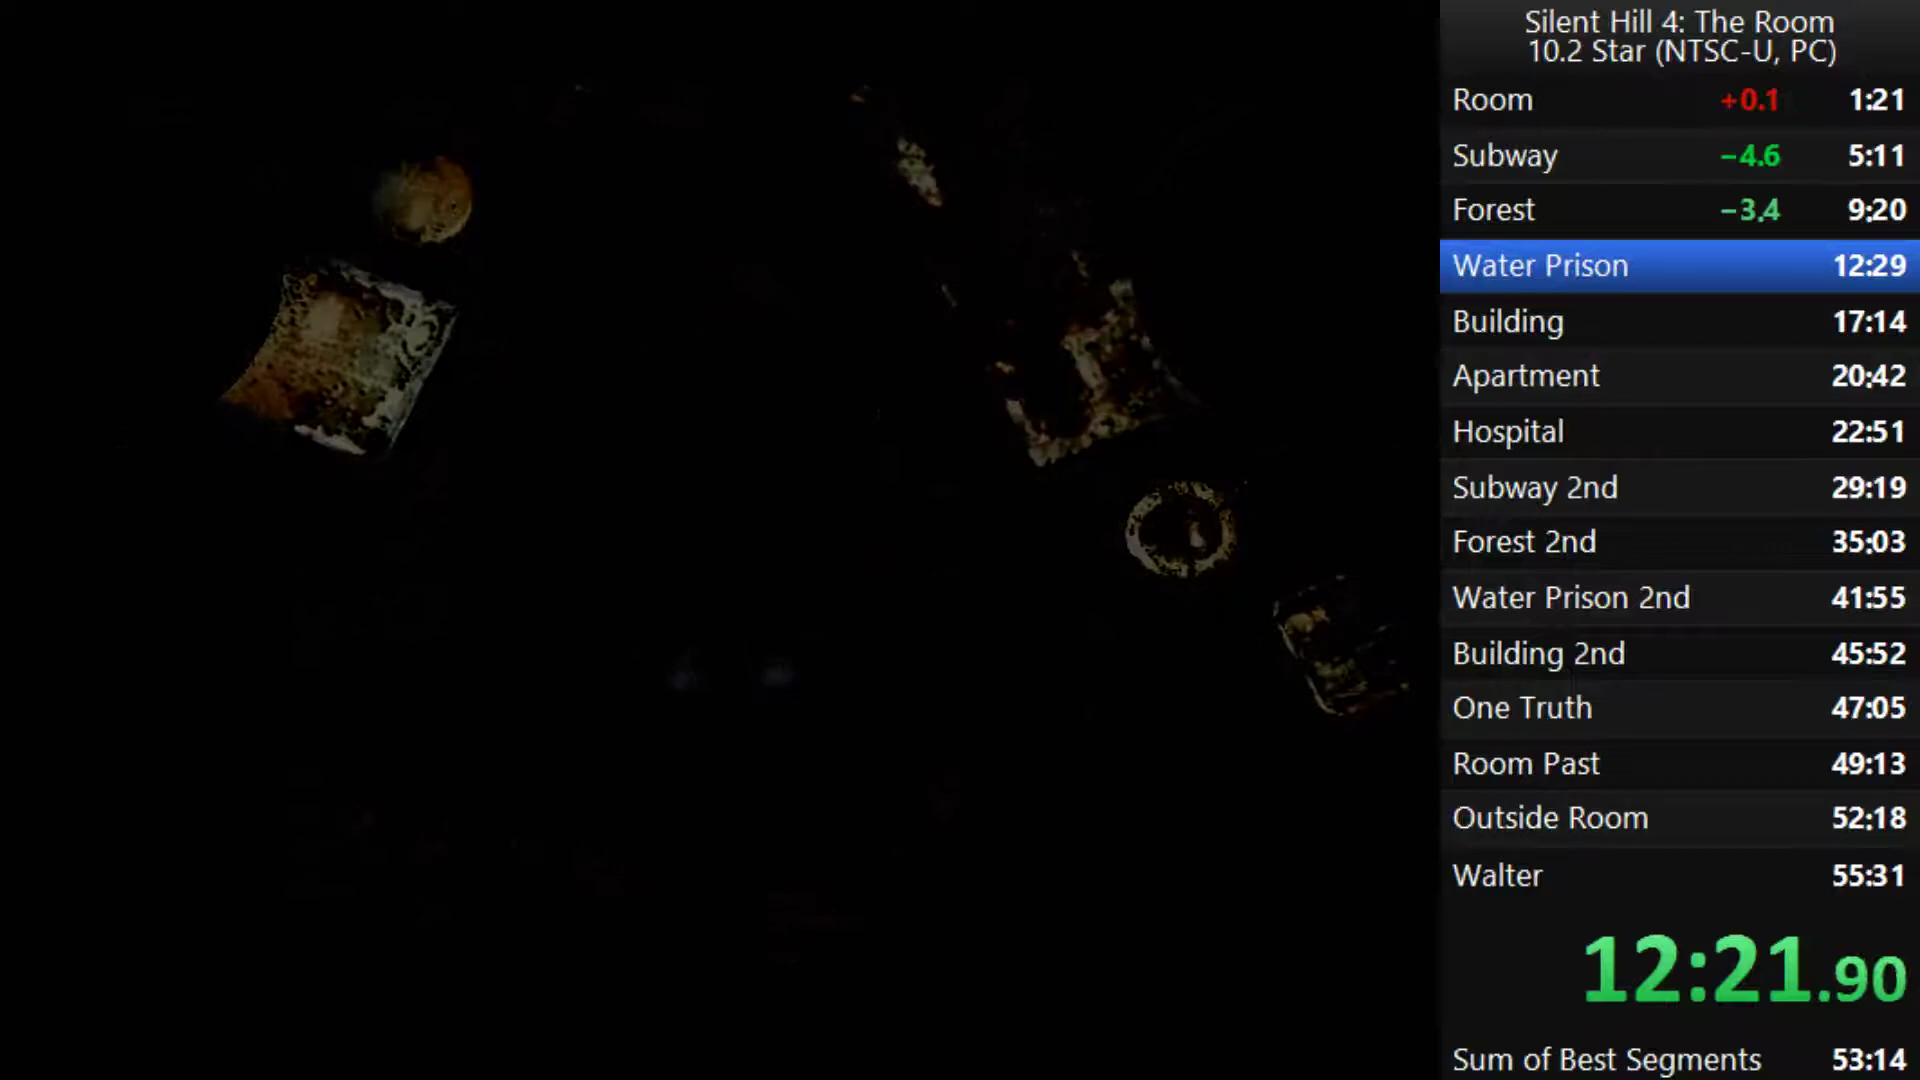 Silent Hill 4: The Room
10.2 Star (NTSC-U, PC)
Room +0.1 1:21
Subway −4.6 5:11
Forest −3.4 9:20
Water Prison 12:29
Building 17:14
Apartment 20:42
Hospital 22:51
Subway 2nd 29:19
Forest 2nd 35:03
Water Prison 2nd 41:55
Building 2nd 45:52
One Truth 47:05
Room Past 49:13
Outside Room 52:18
Walter 55:31
12:21.90
Sum of Best Segments 53:14